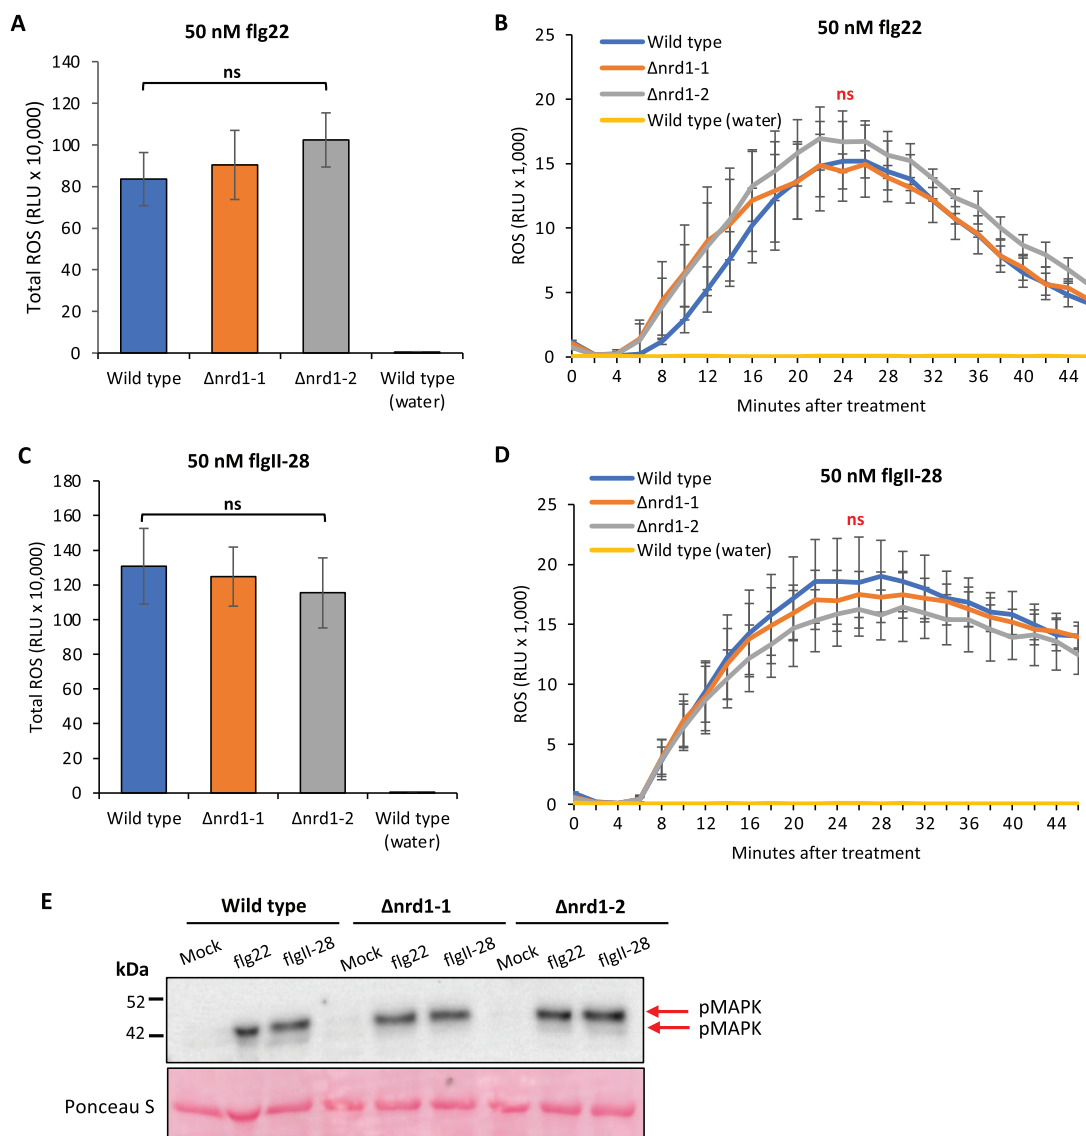 A
50 nM flg22
Total ROS (RLU x 10,000)
140
120
100
80
60
40
20
0
ns
Wild type
Δnrd1-1
Δnrd1-2
Wild type
(water)
B
50 nM flg22
Wild type
Δnrd1-1
Δnrd1-2
Wild type (water)
ns
ROS (RLU x 1,000)
25
20
15
10
5
0
0 4 8 12 16 20 24 28 32 36 40 44
Minutes after treatment
C
50 nM flgII-28
Total ROS (RLU x 10,000)
180
160
140
120
100
80
60
40
20
0
ns
Wild type
Δnrd1-1
Δnrd1-2
Wild type
(water)
D
50 nM flgII-28
Wild type
Δnrd1-1
Δnrd1-2
Wild type (water)
ns
ROS (RLU x 1,000)
25
20
15
10
5
0
0 4 8 12 16 20 24 28 32 36 40 44
Minutes after treatment
E
Wild type Δnrd1-1 Δnrd1-2
Mock flg22 flgII-28 Mock flg22 flgII-28 Mock flg22 flgII-28
kDa
52
42
pMAPK
pMAPK
Ponceau S